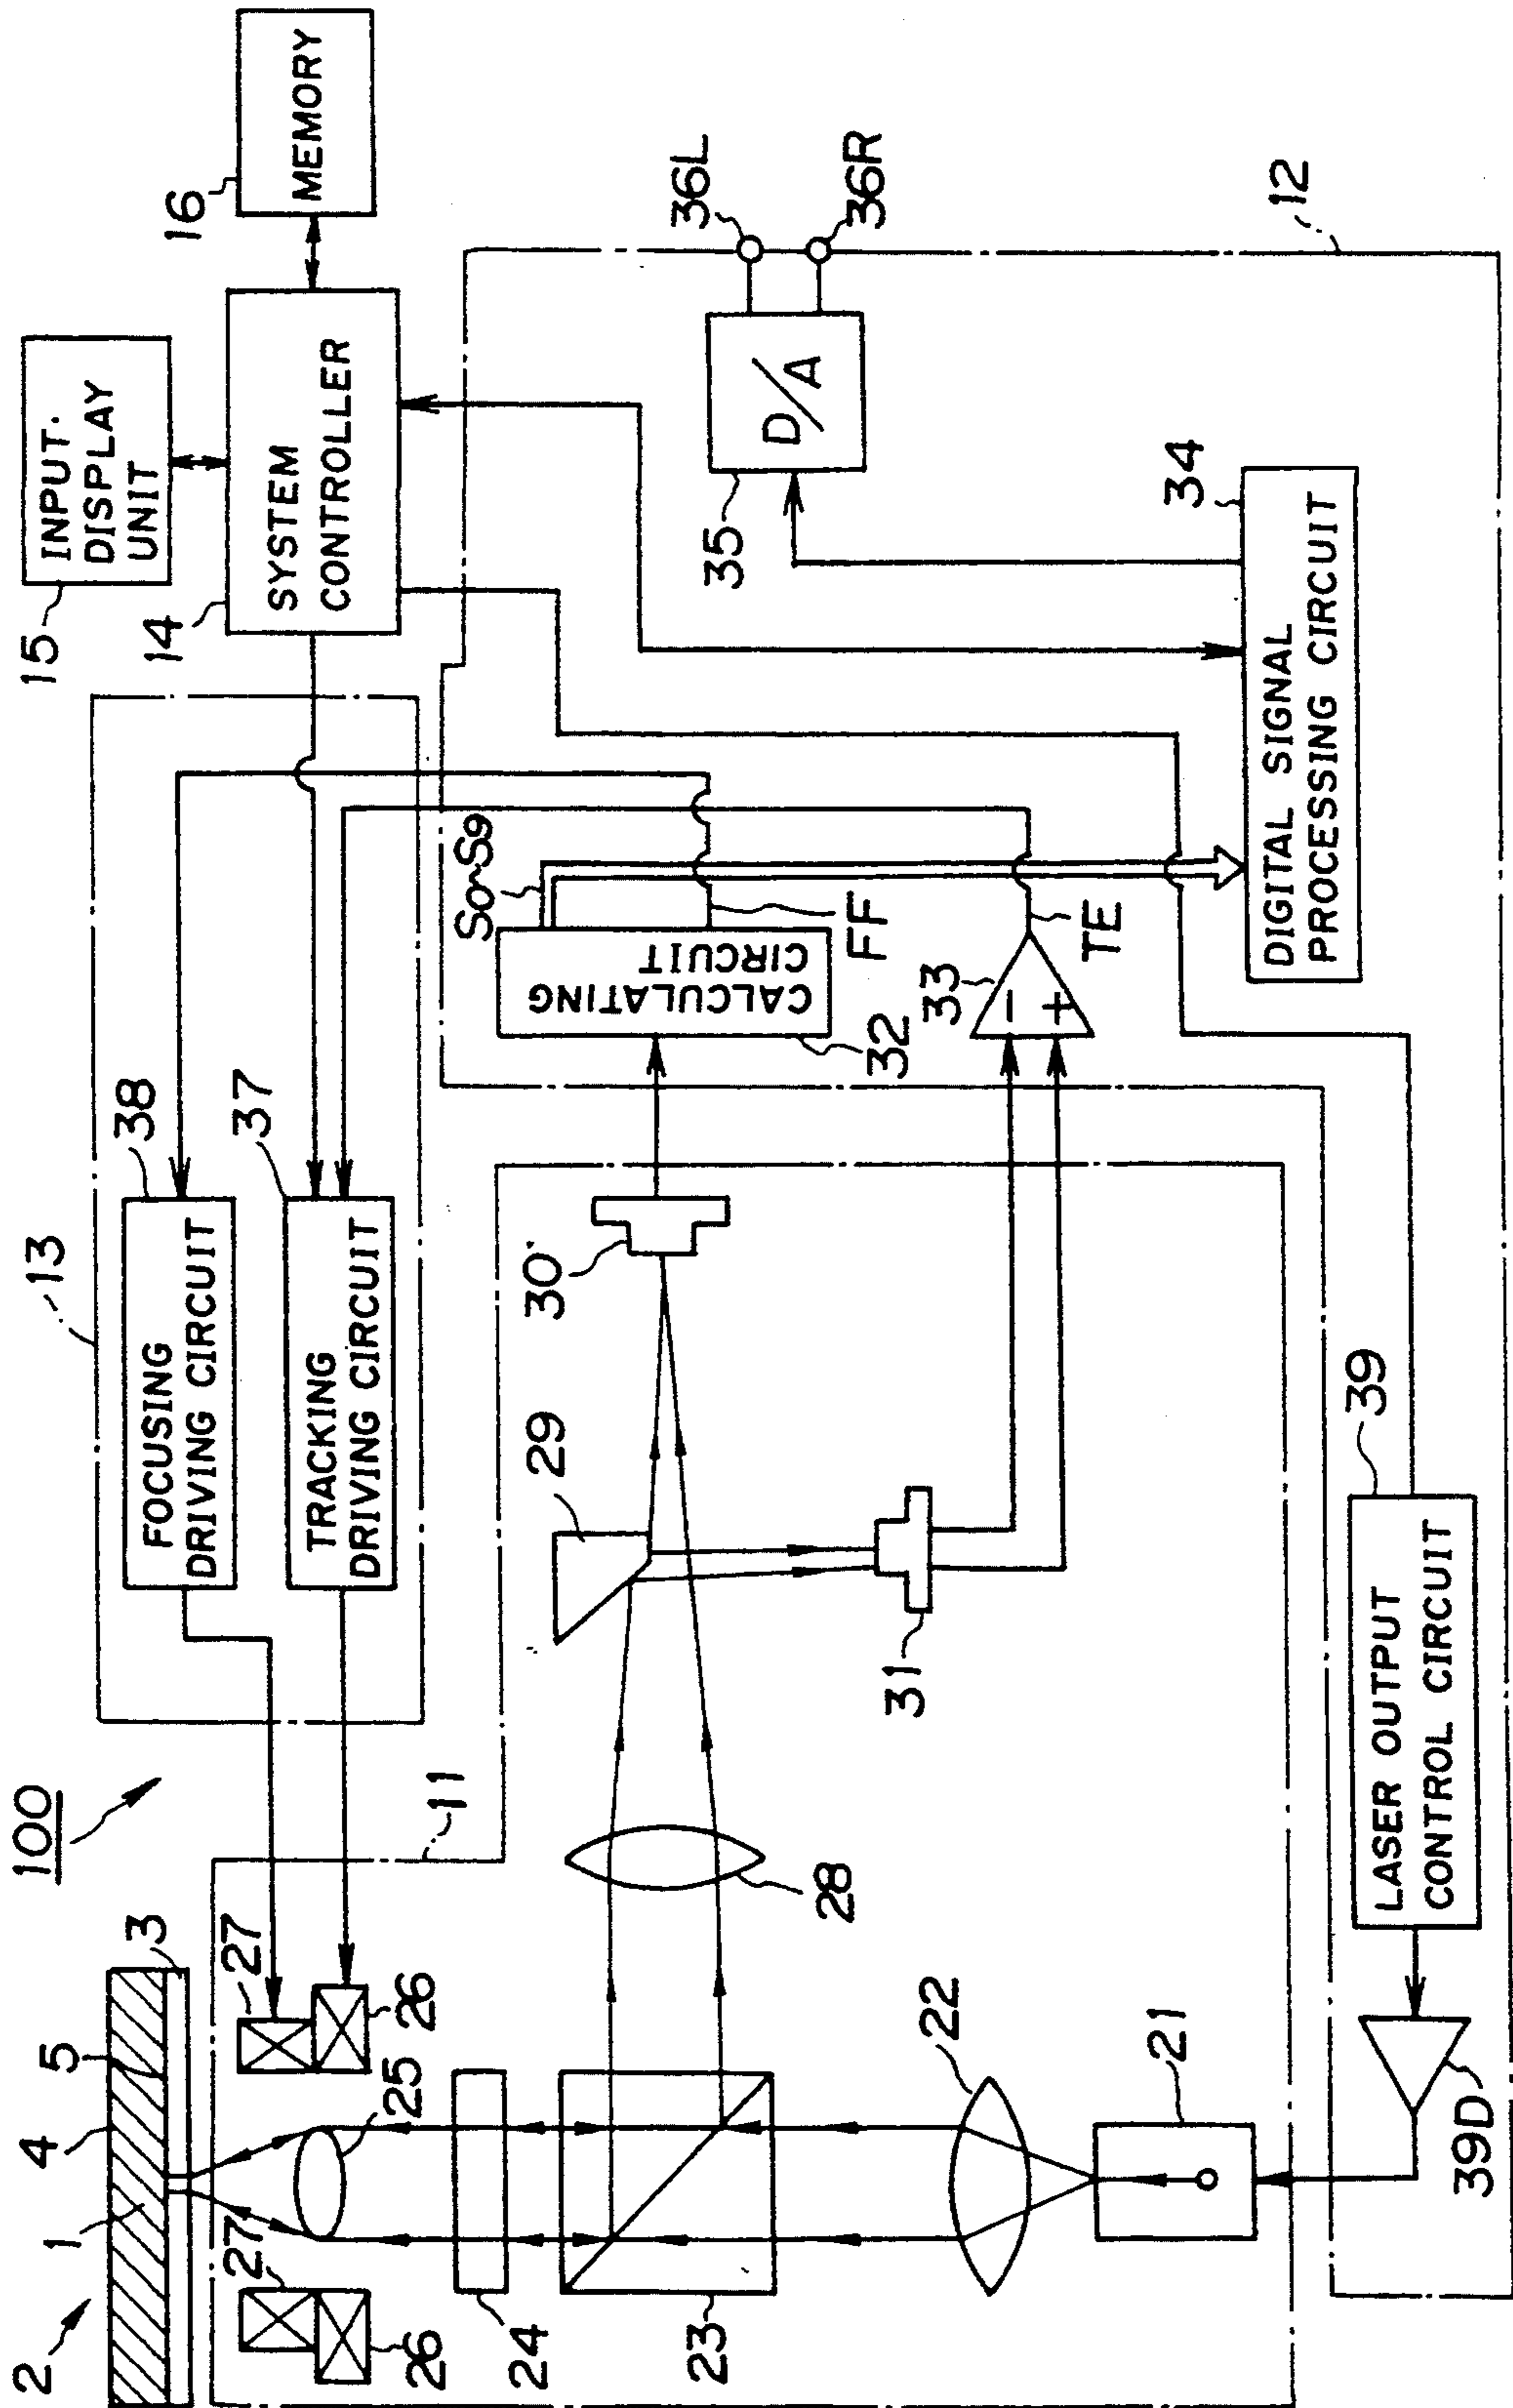 100
2
4
1
5
3
27
27
26
26
25
24
23
22
21
11
28
29
30
31
13
FOCUSING
DRIVING CIRCUIT
38
TRACKING
DRIVING CIRCUIT
37
15
INPUT·
DISPLAY
UNIT
14
SYSTEM
CONTROLLER
16
MEMORY
S0~S9
CALCULATING
CIRCUIT
32
FF
33
−
+
TE
35
D/A
36L
36R
12
34
DIGITAL SIGNAL
PROCESSING CIRCUIT
39
LASER OUTPUT
CONTROL CIRCUIT
39D